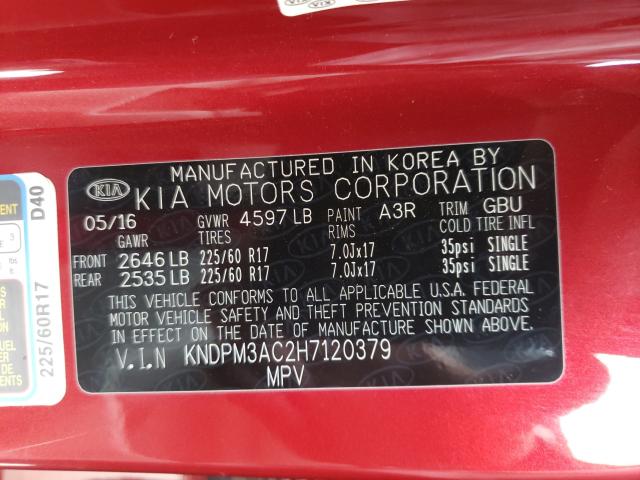 MANUFACTURED IN KOREA BY
KIA KIA MOTORS CORPORATION
05/16 GVWR 4597 LB PAINT A3R TRIM GBU
GAWR TIRES RIMS COLD TIRE INFL
FRONT 2646 LB 225/60 R17 7.0Jx17 35psi SINGLE
REAR 2535 LB 225/60 R17 7.0Jx17 35psi SINGLE
THIS VEHICLE CONFORMS TO ALL APPLICABLE U.S.A. FEDERAL
MOTOR VEHICLE SAFETY AND THEFT PREVENTION STANDARDS
IN EFFECT ON THE DATE OF MANUFACTURE SHOWN ABOVE.
V.I.N KNDPM3AC2H7120379
MPV
D40
225/60R17